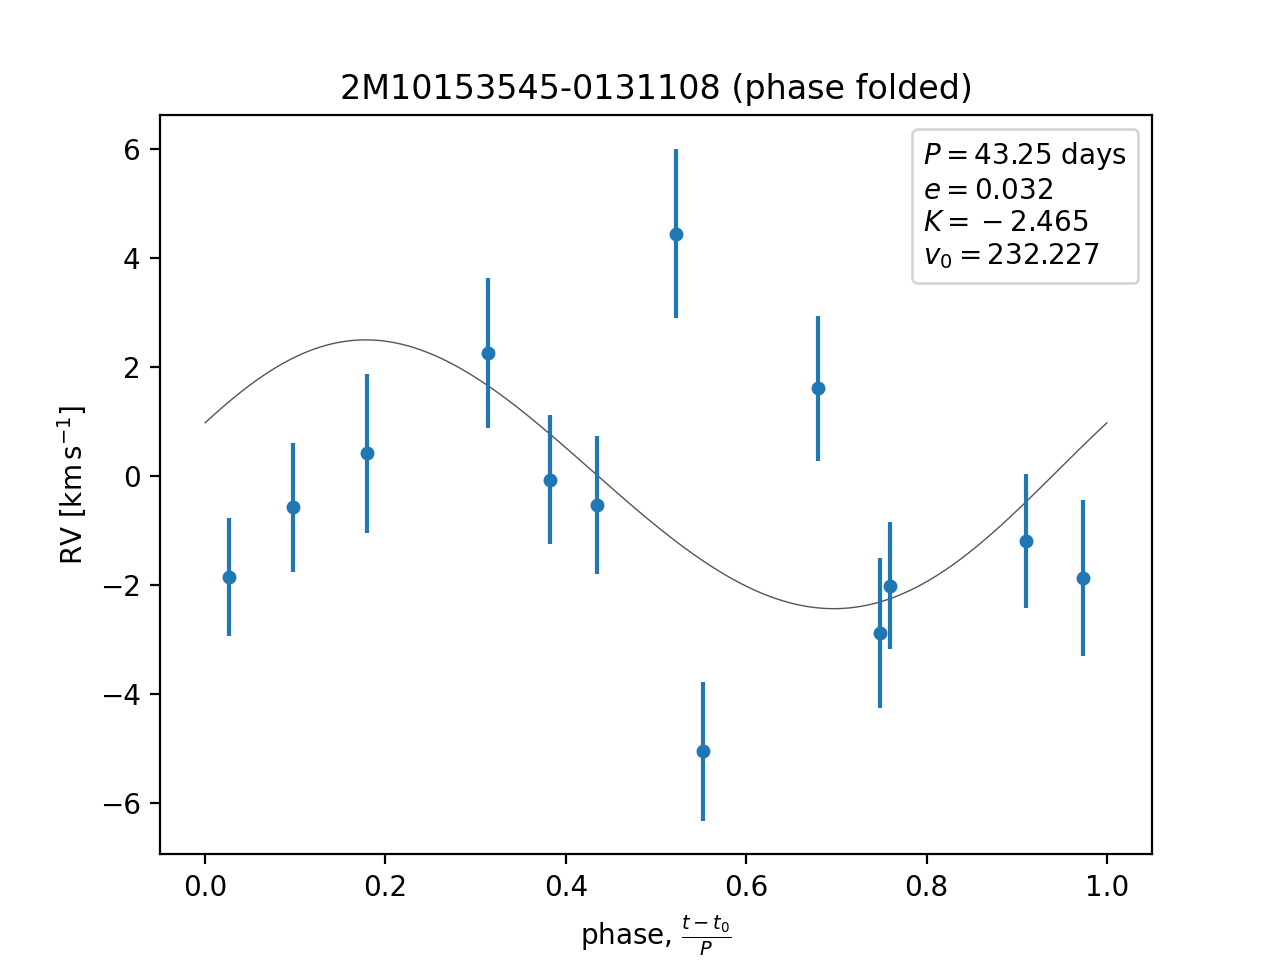 2M10153545-0131108 (phase folded)
P = 43.25 days
e = 0.032
K = −2.465
v₀ = 232.227
6
4
2
0
−2
−4
−6
RV [km s⁻¹]
0.0 0.2 0.4 0.6 0.8 1.0
phase, (t − t₀)/P